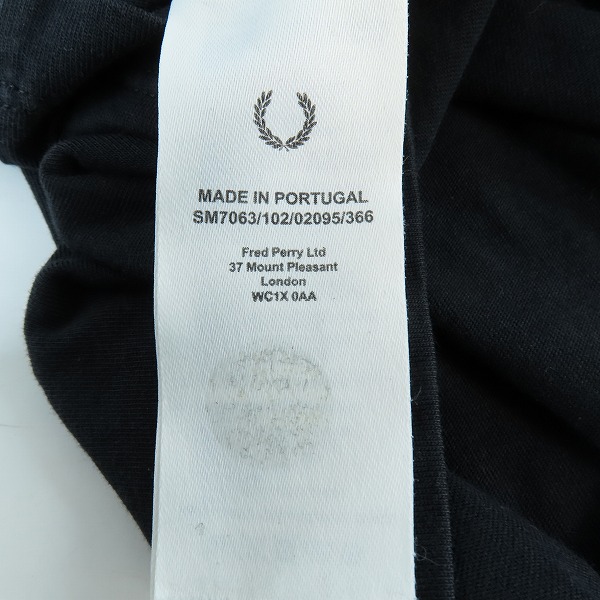 MADE IN PORTUGAL
SM7063/102/02095/366
Fred Perry Ltd
37 Mount Pleasant
London
WC1X 0AA